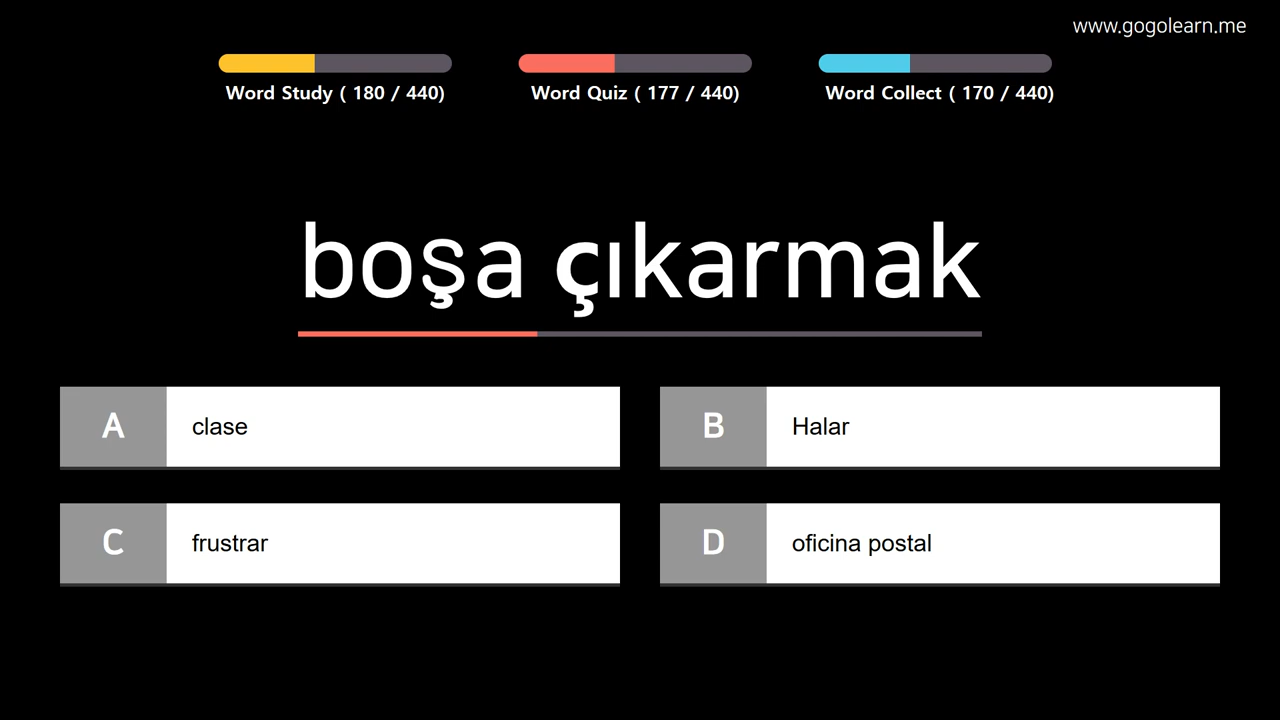 www.gogolearn.me
Word Study ( 180 / 440)
Word Quiz ( 177 / 440)
Word Collect ( 170 / 440)
boşa çıkarmak
A clase
B Halar
C frustrar
D oficina postal